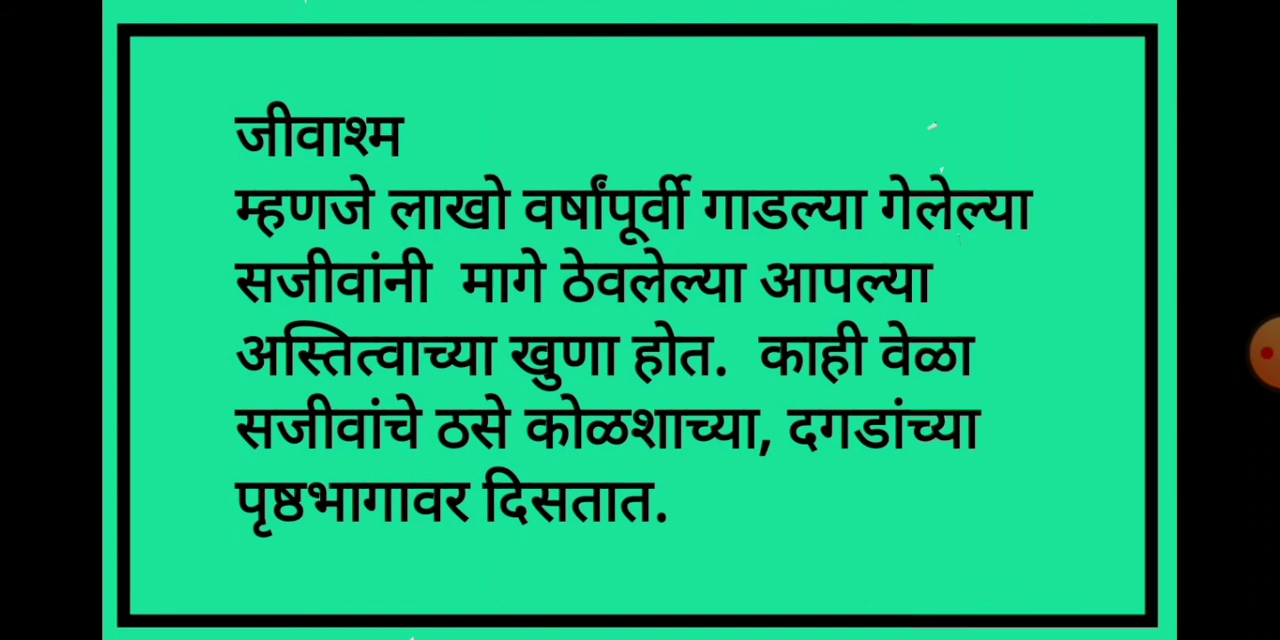 जीवाश्म
म्हणजे लाखो वर्षांपूर्वी गाडल्या गेलेल्या
सजीवांनी  मागे ठेवलेल्या आपल्या
अस्तित्वाच्या खुणा होत.  काही वेळा
सजीवांचे ठसे कोळशाच्या, दगडांच्या
पृष्ठभागावर दिसतात.